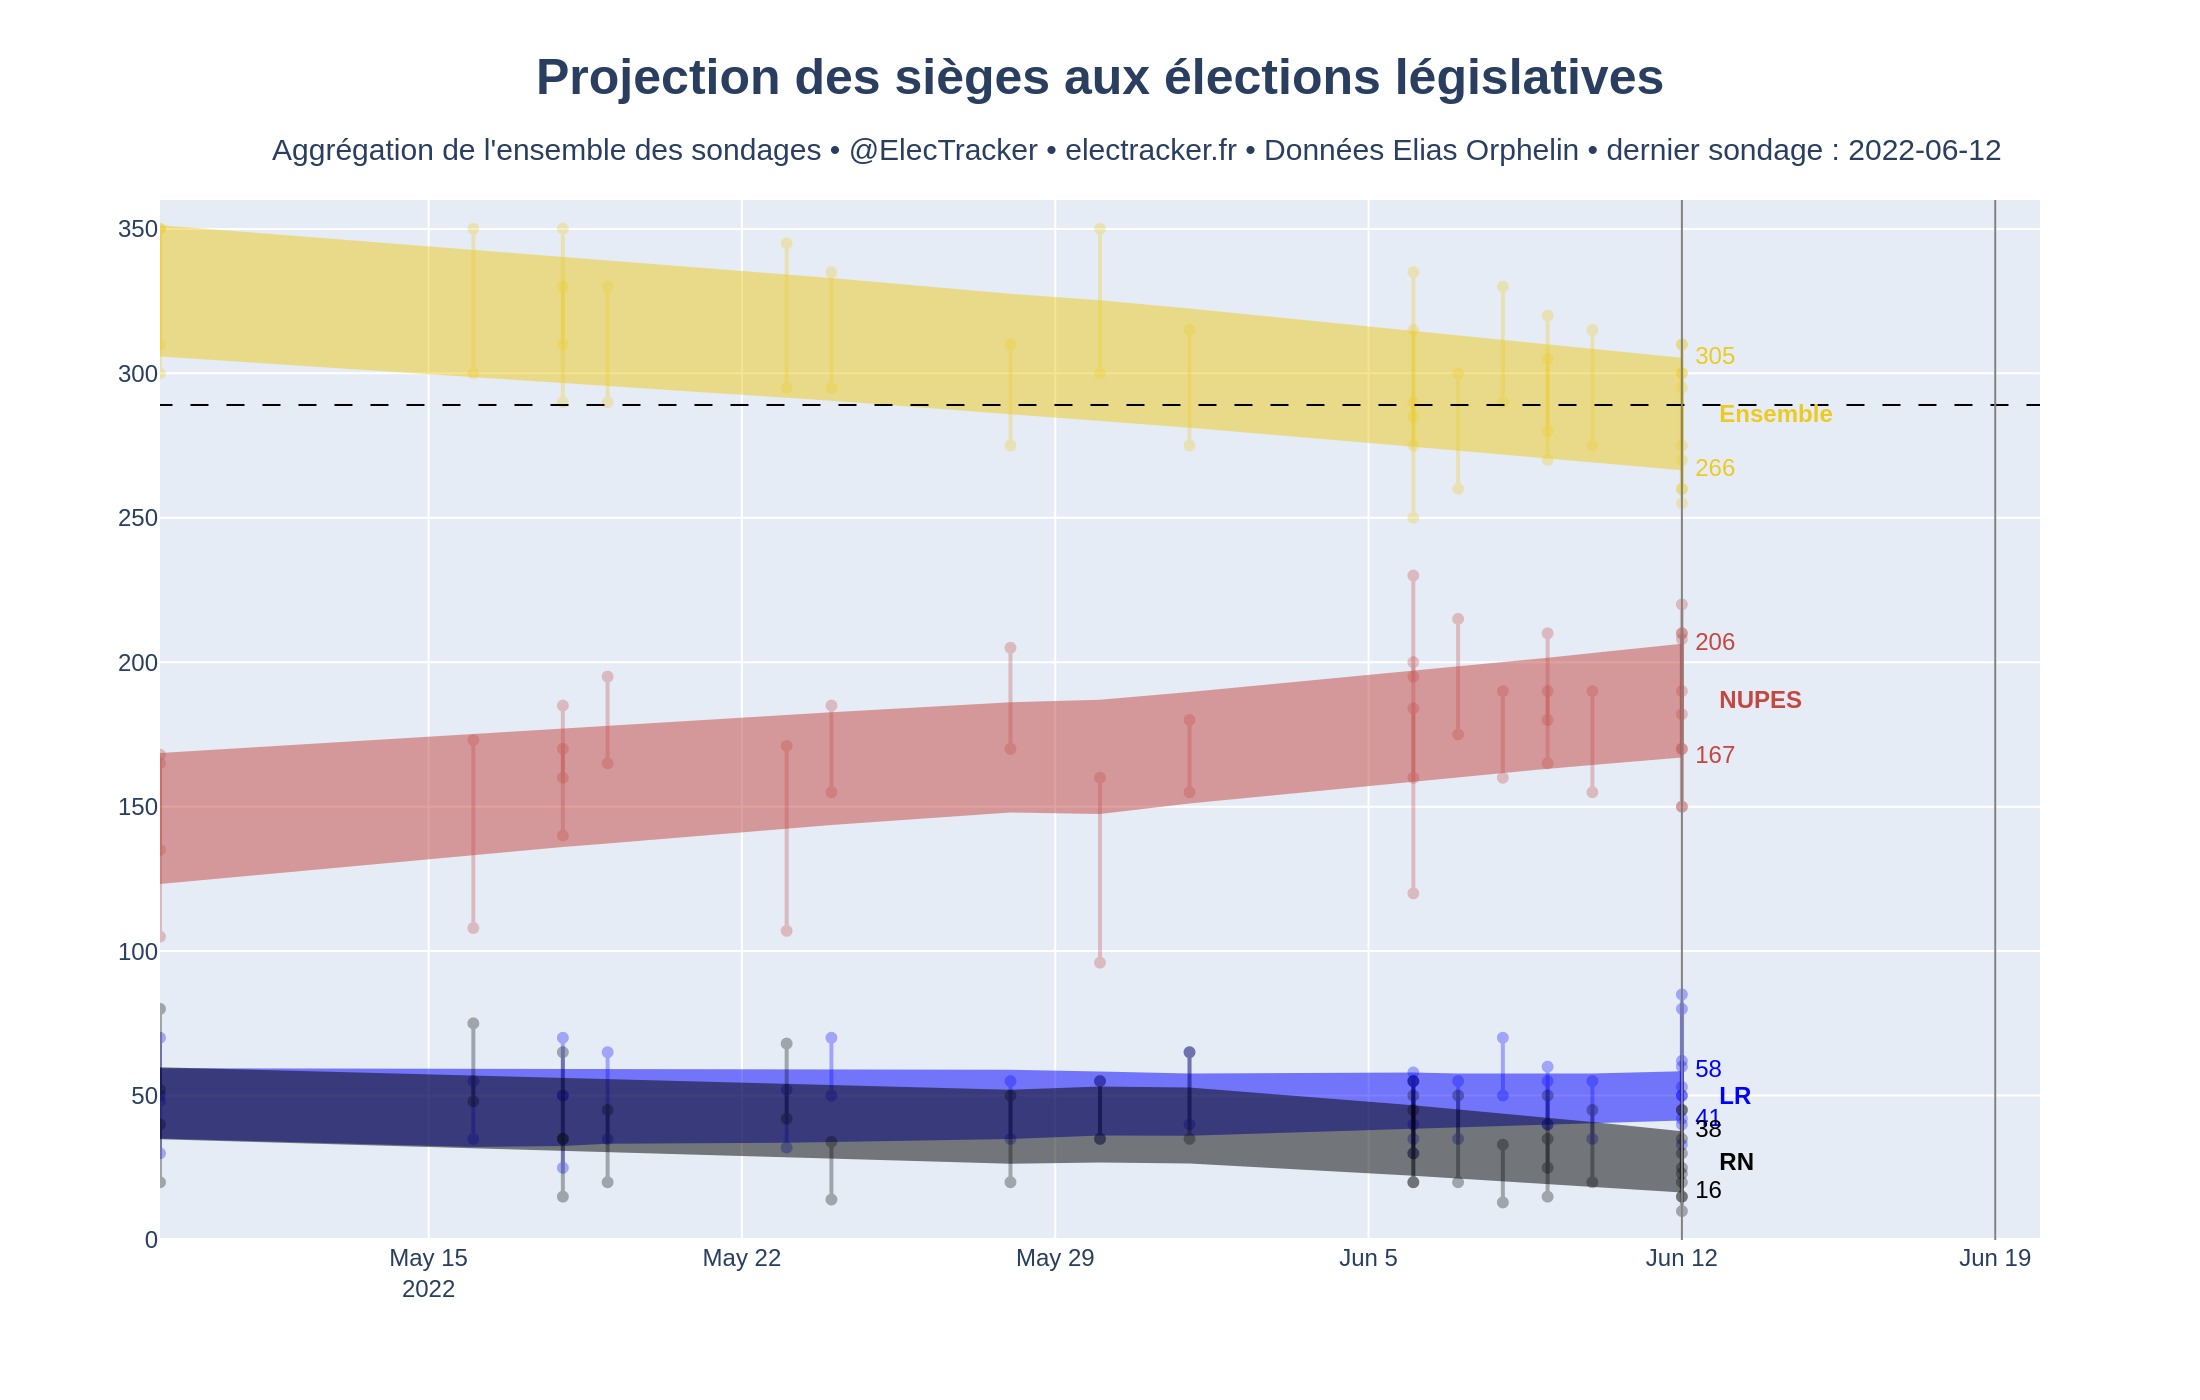 Projection des sièges aux élections législatives
Aggrégation de l'ensemble des sondages • @ElecTracker • electracker.fr • Données Elias Orphelin • dernier sondage : 2022-06-12
350
300
250
200
150
100
50
0
305
Ensemble
266
206
NUPES
167
58
LR
41
38
RN
16
May 15
2022
May 22
May 29
Jun 5
Jun 12
Jun 19